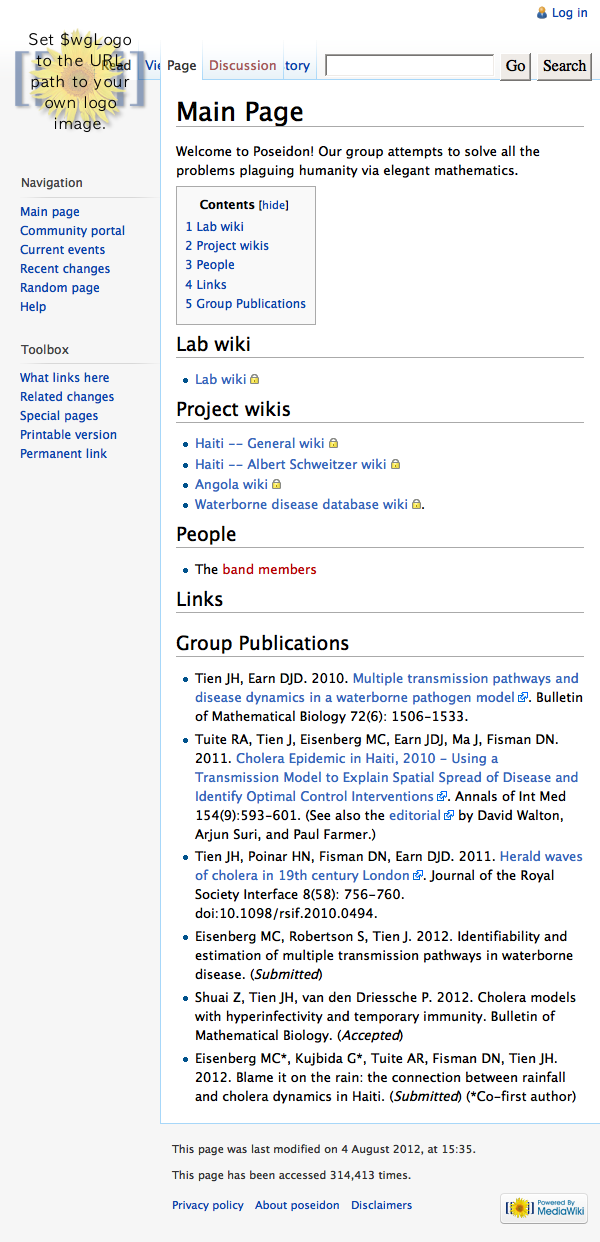 Log in
Set $wgLogo
to the URL
path to your
own logo
image.
Read
Page
Discussion
Go
Search
Main Page
Welcome to Poseidon! Our group attempts to solve all the
problems plaguing humanity via elegant mathematics.
Contents [hide]
1 Lab wiki
2 Project wikis
3 People
4 Links
5 Group Publications
Navigation
Main page
Community portal
Current events
Recent changes
Random page
Help
Toolbox
What links here
Related changes
Special pages
Printable version
Permanent link
Lab wiki
Lab wiki
Project wikis
Haiti -- General wiki
Haiti -- Albert Schweitzer wiki
Angola wiki
Waterborne disease database wiki .
People
The band members
Links
Group Publications
Tien JH, Earn DJD. 2010. Multiple transmission pathways and
disease dynamics in a waterborne pathogen model . Bulletin
of Mathematical Biology 72(6): 1506-1533.
Tuite RA, Tien J, Eisenberg MC, Earn JDJ, Ma J, Fisman DN.
2011. Cholera Epidemic in Haiti, 2010 - Using a
Transmission Model to Explain Spatial Spread of Disease and
Identify Optimal Control Interventions . Annals of Int Med
154(9):593-601. (See also the editorial by David Walton,
Arjun Suri, and Paul Farmer.)
Tien JH, Poinar HN, Fisman DN, Earn DJD. 2011. Herald waves
of cholera in 19th century London . Journal of the Royal
Society Interface 8(58): 756-760.
doi:10.1098/rsif.2010.0494.
Eisenberg MC, Robertson S, Tien J. 2012. Identifiability and
estimation of multiple transmission pathways in waterborne
disease. (Submitted)
Shuai Z, Tien JH, van den Driessche P. 2012. Cholera models
with hyperinfectivity and temporary immunity. Bulletin of
Mathematical Biology. (Accepted)
Eisenberg MC*, Kujbida G*, Tuite AR, Fisman DN, Tien JH.
2012. Blame it on the rain: the connection between rainfall
and cholera dynamics in Haiti. (Submitted) (*Co-first author)
This page was last modified on 4 August 2012, at 15:35.
This page has been accessed 314,413 times.
Privacy policy About poseidon Disclaimers
Powered By
MediaWiki